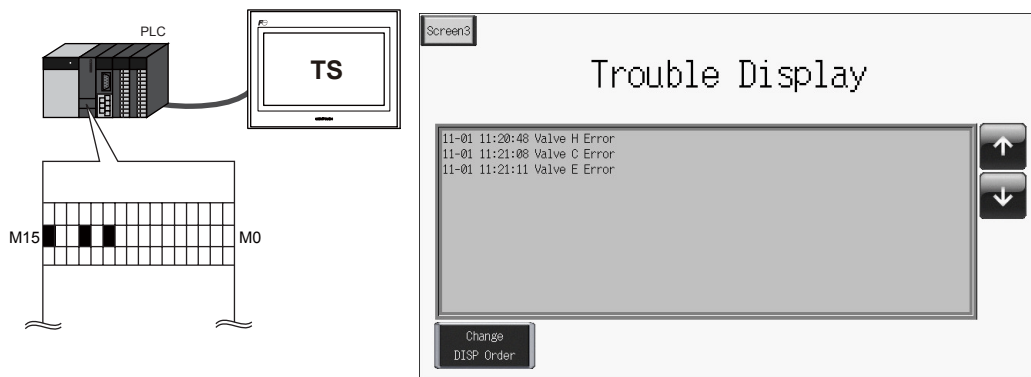 PLC
TS
M15
M0
Screen3
Trouble Display
11-01 11:20:48 Valve H Error
11-01 11:21:08 Valve C Error
11-01 11:21:11 Valve E Error
Change
DISP Order